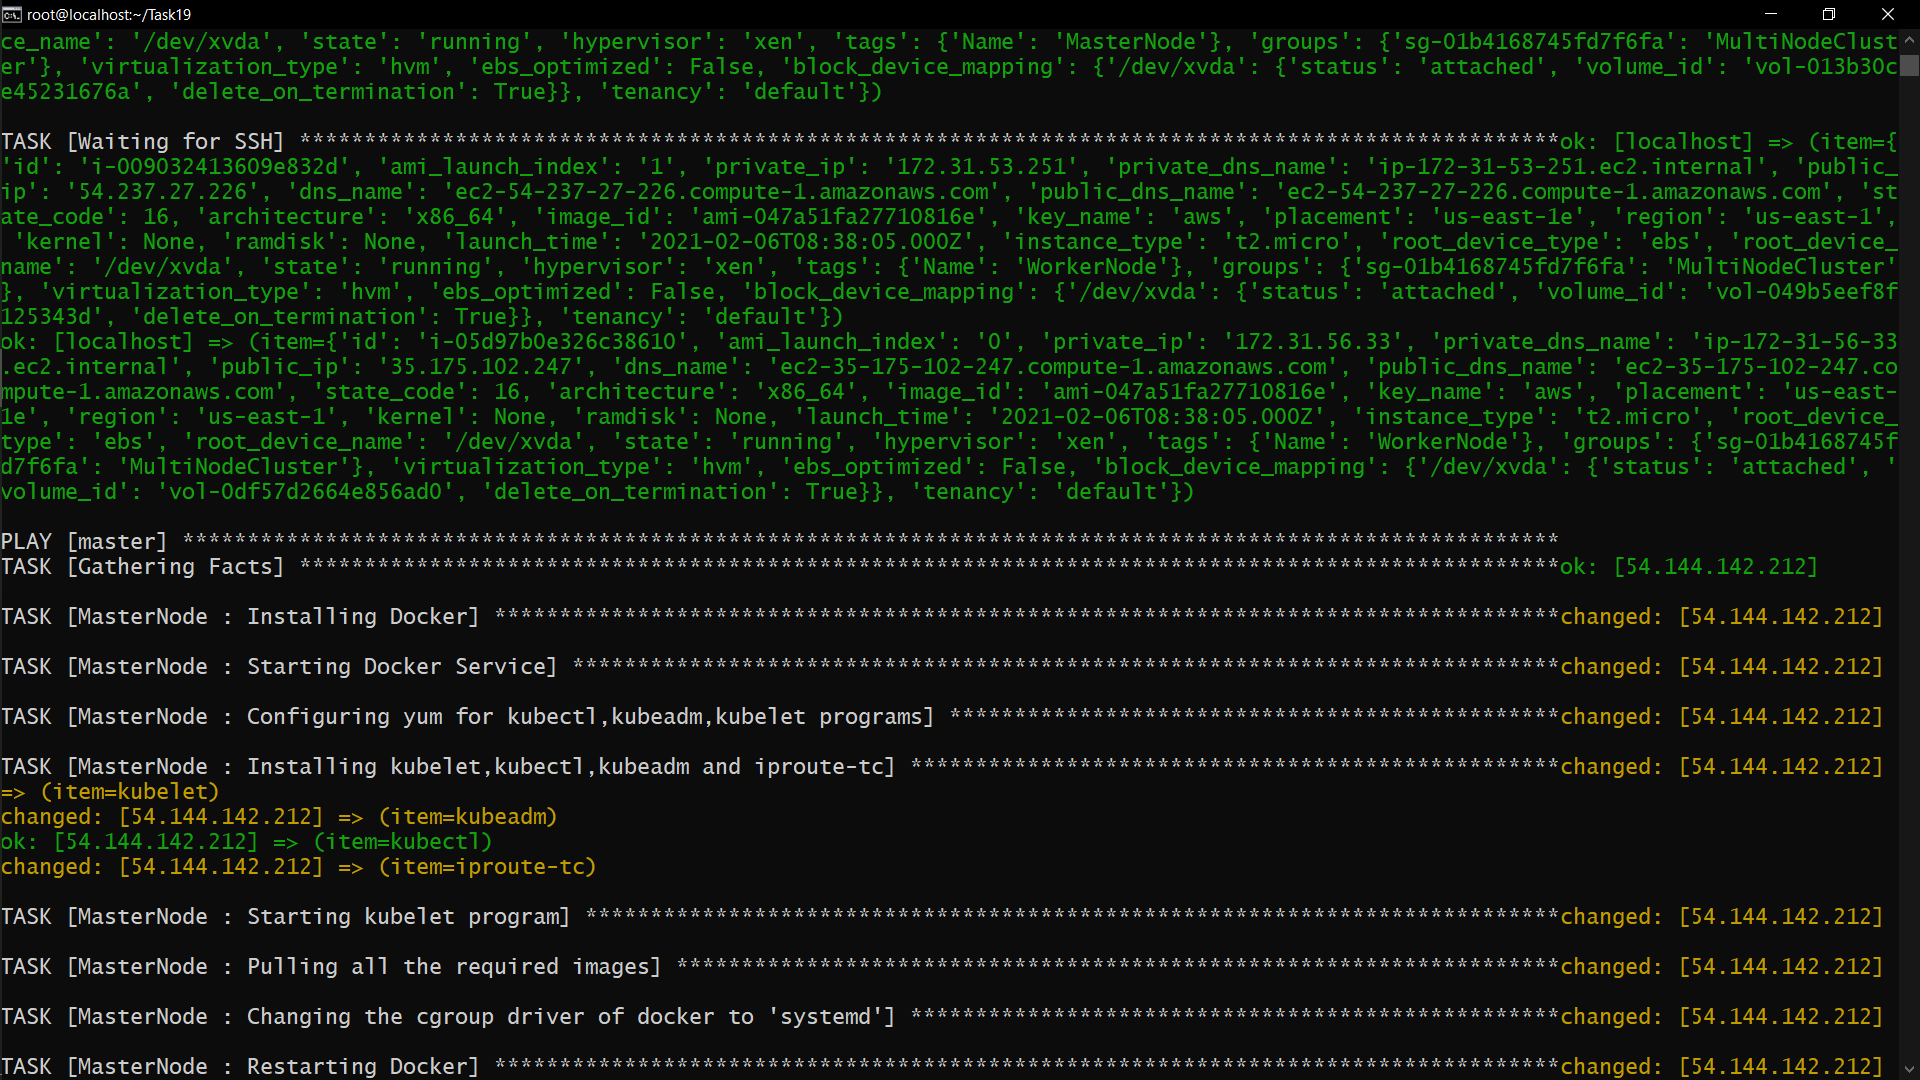 root@localhost:~/Task19
ce_name': '/dev/xvda', 'state': 'running', 'hypervisor': 'xen', 'tags': {'Name': 'MasterNode'}, 'groups': {'sg-01b4168745fd7f6fa': 'MultiNodeClust
er'}, 'virtualization_type': 'hvm', 'ebs_optimized': False, 'block_device_mapping': {'/dev/xvda': {'status': 'attached', 'volume_id': 'vol-013b30c
e45231676a', 'delete_on_termination': True}}, 'tenancy': 'default'})
TASK [Waiting for SSH] *************************************************************************************************ok: [localhost] => (item={
'id': 'i-009032413609e832d', 'ami_launch_index': '1', 'private_ip': '172.31.53.251', 'private_dns_name': 'ip-172-31-53-251.ec2.internal', 'public_
ip': '54.237.27.226', 'dns_name': 'ec2-54-237-27-226.compute-1.amazonaws.com', 'public_dns_name': 'ec2-54-237-27-226.compute-1.amazonaws.com', 'st
ate_code': 16, 'architecture': 'x86_64', 'image_id': 'ami-047a51fa27710816e', 'key_name': 'aws', 'placement': 'us-east-1e', 'region': 'us-east-1',
'kernel': None, 'ramdisk': None, 'launch_time': '2021-02-06T08:38:05.000Z', 'instance_type': 't2.micro', 'root_device_type': 'ebs', 'root_device_
name': '/dev/xvda', 'state': 'running', 'hypervisor': 'xen', 'tags': {'Name': 'WorkerNode'}, 'groups': {'sg-01b4168745fd7f6fa': 'MultiNodeCluster'
}, 'virtualization_type': 'hvm', 'ebs_optimized': False, 'block_device_mapping': {'/dev/xvda': {'status': 'attached', 'volume_id': 'vol-049b5eef8f
125343d', 'delete_on_termination': True}}, 'tenancy': 'default'})
ok: [localhost] => (item={'id': 'i-05d97b0e326c38610', 'ami_launch_index': '0', 'private_ip': '172.31.56.33', 'private_dns_name': 'ip-172-31-56-33
.ec2.internal', 'public_ip': '35.175.102.247', 'dns_name': 'ec2-35-175-102-247.compute-1.amazonaws.com', 'public_dns_name': 'ec2-35-175-102-247.co
mpute-1.amazonaws.com', 'state_code': 16, 'architecture': 'x86_64', 'image_id': 'ami-047a51fa27710816e', 'key_name': 'aws', 'placement': 'us-east-
1e', 'region': 'us-east-1', 'kernel': None, 'ramdisk': None, 'launch_time': '2021-02-06T08:38:05.000Z', 'instance_type': 't2.micro', 'root_device_
type': 'ebs', 'root_device_name': '/dev/xvda', 'state': 'running', 'hypervisor': 'xen', 'tags': {'Name': 'WorkerNode'}, 'groups': {'sg-01b4168745f
d7f6fa': 'MultiNodeCluster'}, 'virtualization_type': 'hvm', 'ebs_optimized': False, 'block_device_mapping': {'/dev/xvda': {'status': 'attached', '
volume_id': 'vol-0df57d2664e856ad0', 'delete_on_termination': True}}, 'tenancy': 'default'})
PLAY [master] **********************************************************************************************************
TASK [Gathering Facts] *************************************************************************************************ok: [54.144.142.212]
TASK [MasterNode : Installing Docker] **********************************************************************************changed: [54.144.142.212]
TASK [MasterNode : Starting Docker Service] ****************************************************************************changed: [54.144.142.212]
TASK [MasterNode : Configuring yum for kubectl,kubeadm,kubelet programs] ***********************************************changed: [54.144.142.212]
TASK [MasterNode : Installing kubelet,kubectl,kubeadm and iproute-tc] **************************************************changed: [54.144.142.212]
=> (item=kubelet)
changed: [54.144.142.212] => (item=kubeadm)
ok: [54.144.142.212] => (item=kubectl)
changed: [54.144.142.212] => (item=iproute-tc)
TASK [MasterNode : Starting kubelet program] ***************************************************************************changed: [54.144.142.212]
TASK [MasterNode : Pulling all the required images] ********************************************************************changed: [54.144.142.212]
TASK [MasterNode : Changing the cgroup driver of docker to 'systemd'] **************************************************changed: [54.144.142.212]
TASK [MasterNode : Restarting Docker] **********************************************************************************changed: [54.144.142.212]